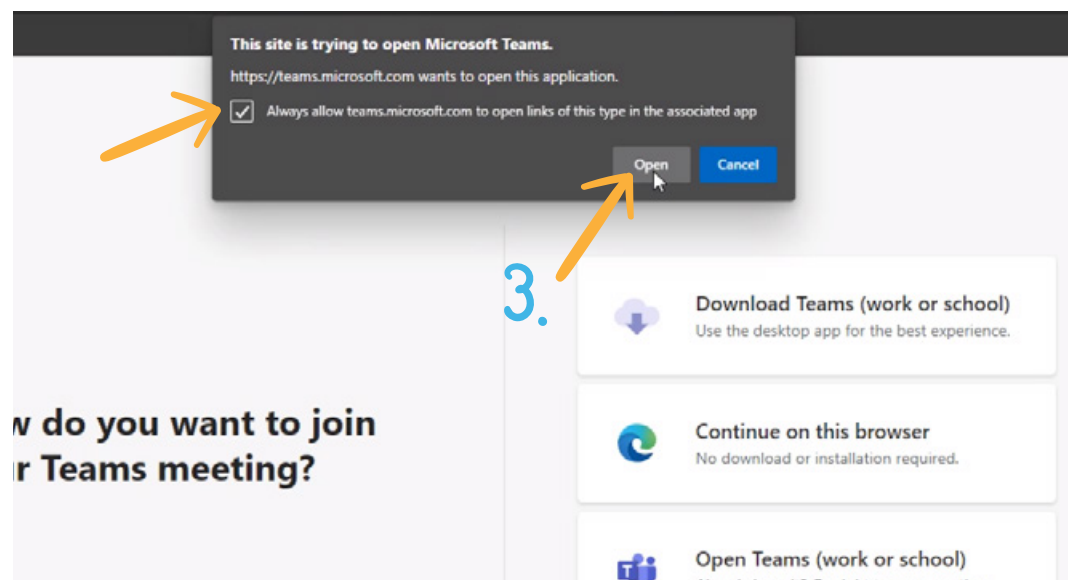 This site is trying to open Microsoft Teams.
https://teams.microsoft.com wants to open this application.
Always allow teams.microsoft.com to open links of this type in the associated app
Open
Cancel
3.
Download Teams (work or school)
Use the desktop app for the best experience.
w do you want to join
r Teams meeting?
Continue on this browser
No download or installation required.
Open Teams (work or school)